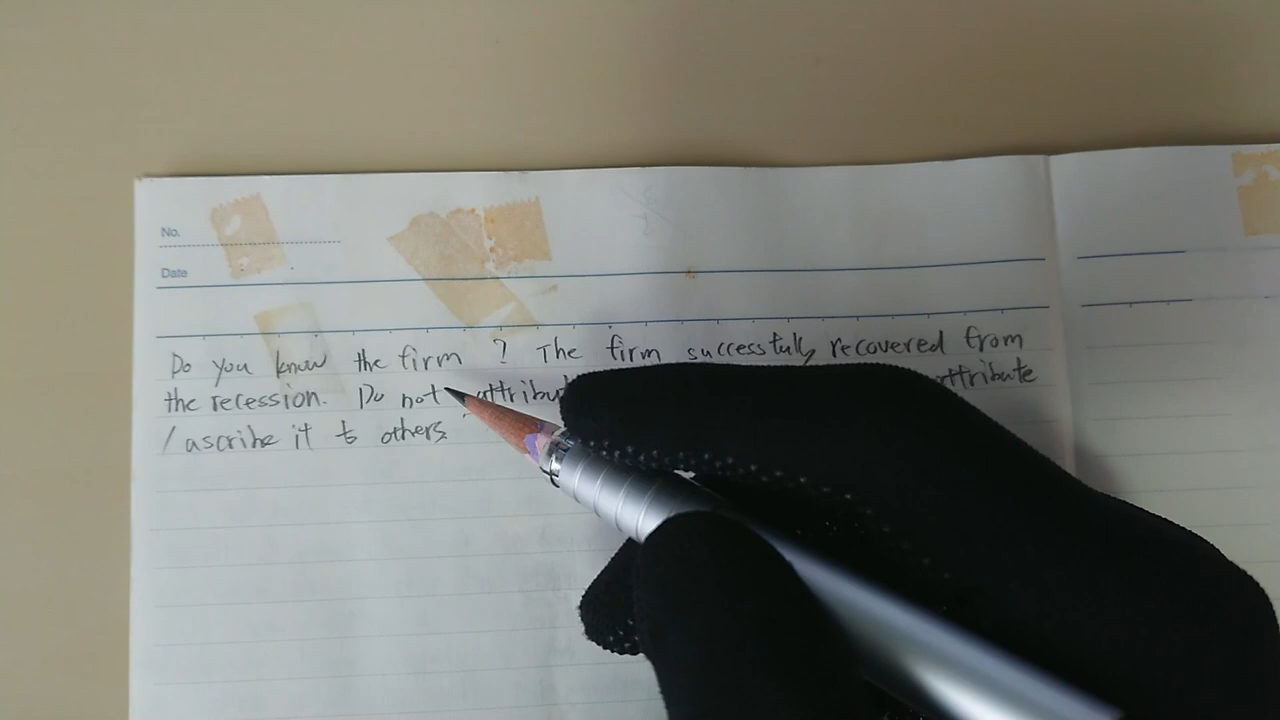 No.
Date
Do you know the firm ? The firm successfully recovered from
the recession. Do not attribute
/ ascribe it to others.